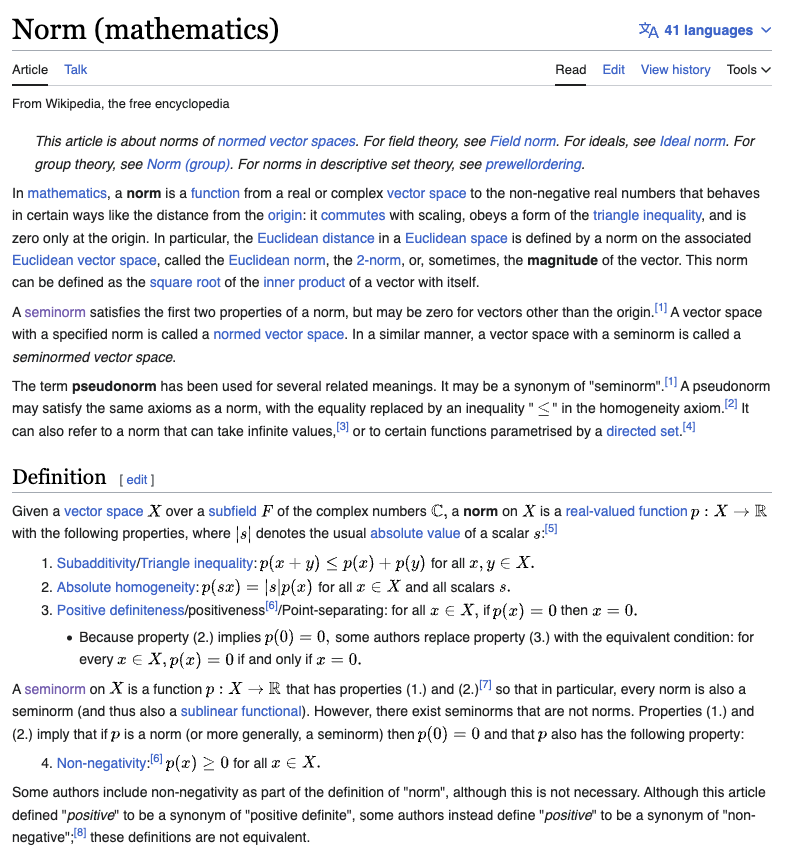 Norm (mathematics)
41 languages
Article Talk Read Edit View history Tools
From Wikipedia, the free encyclopedia
This article is about norms of normed vector spaces. For field theory, see Field norm. For ideals, see Ideal norm. For
group theory, see Norm (group). For norms in descriptive set theory, see prewellordering.
In mathematics, a norm is a function from a real or complex vector space to the non-negative real numbers that behaves
in certain ways like the distance from the origin: it commutes with scaling, obeys a form of the triangle inequality, and is
zero only at the origin. In particular, the Euclidean distance in a Euclidean space is defined by a norm on the associated
Euclidean vector space, called the Euclidean norm, the 2-norm, or, sometimes, the magnitude of the vector. This norm
can be defined as the square root of the inner product of a vector with itself.
A seminorm satisfies the first two properties of a norm, but may be zero for vectors other than the origin.[1] A vector space
with a specified norm is called a normed vector space. In a similar manner, a vector space with a seminorm is called a
seminormed vector space.
The term pseudonorm has been used for several related meanings. It may be a synonym of "seminorm".[1] A pseudonorm
may satisfy the same axioms as a norm, with the equality replaced by an inequality " ≤ " in the homogeneity axiom.[2] It
can also refer to a norm that can take infinite values,[3] or to certain functions parametrised by a directed set.[4]
Definition [ edit ]
Given a vector space X over a subfield F of the complex numbers ℂ, a norm on X is a real-valued function p : X → ℝ
with the following properties, where |s| denotes the usual absolute value of a scalar s:[5]
1. Subadditivity/Triangle inequality: p(x + y) ≤ p(x) + p(y) for all x, y ∈ X.
2. Absolute homogeneity: p(sx) = |s|p(x) for all x ∈ X and all scalars s.
3. Positive definiteness/positiveness[6]/Point-separating: for all x ∈ X, if p(x) = 0 then x = 0.
• Because property (2.) implies p(0) = 0, some authors replace property (3.) with the equivalent condition: for
every x ∈ X, p(x) = 0 if and only if x = 0.
A seminorm on X is a function p : X → ℝ that has properties (1.) and (2.)[7] so that in particular, every norm is also a
seminorm (and thus also a sublinear functional). However, there exist seminorms that are not norms. Properties (1.) and
(2.) imply that if p is a norm (or more generally, a seminorm) then p(0) = 0 and that p also has the following property:
4. Non-negativity:[6] p(x) ≥ 0 for all x ∈ X.
Some authors include non-negativity as part of the definition of "norm", although this is not necessary. Although this article
defined "positive" to be a synonym of "positive definite", some authors instead define "positive" to be a synonym of "non-
negative";[8] these definitions are not equivalent.